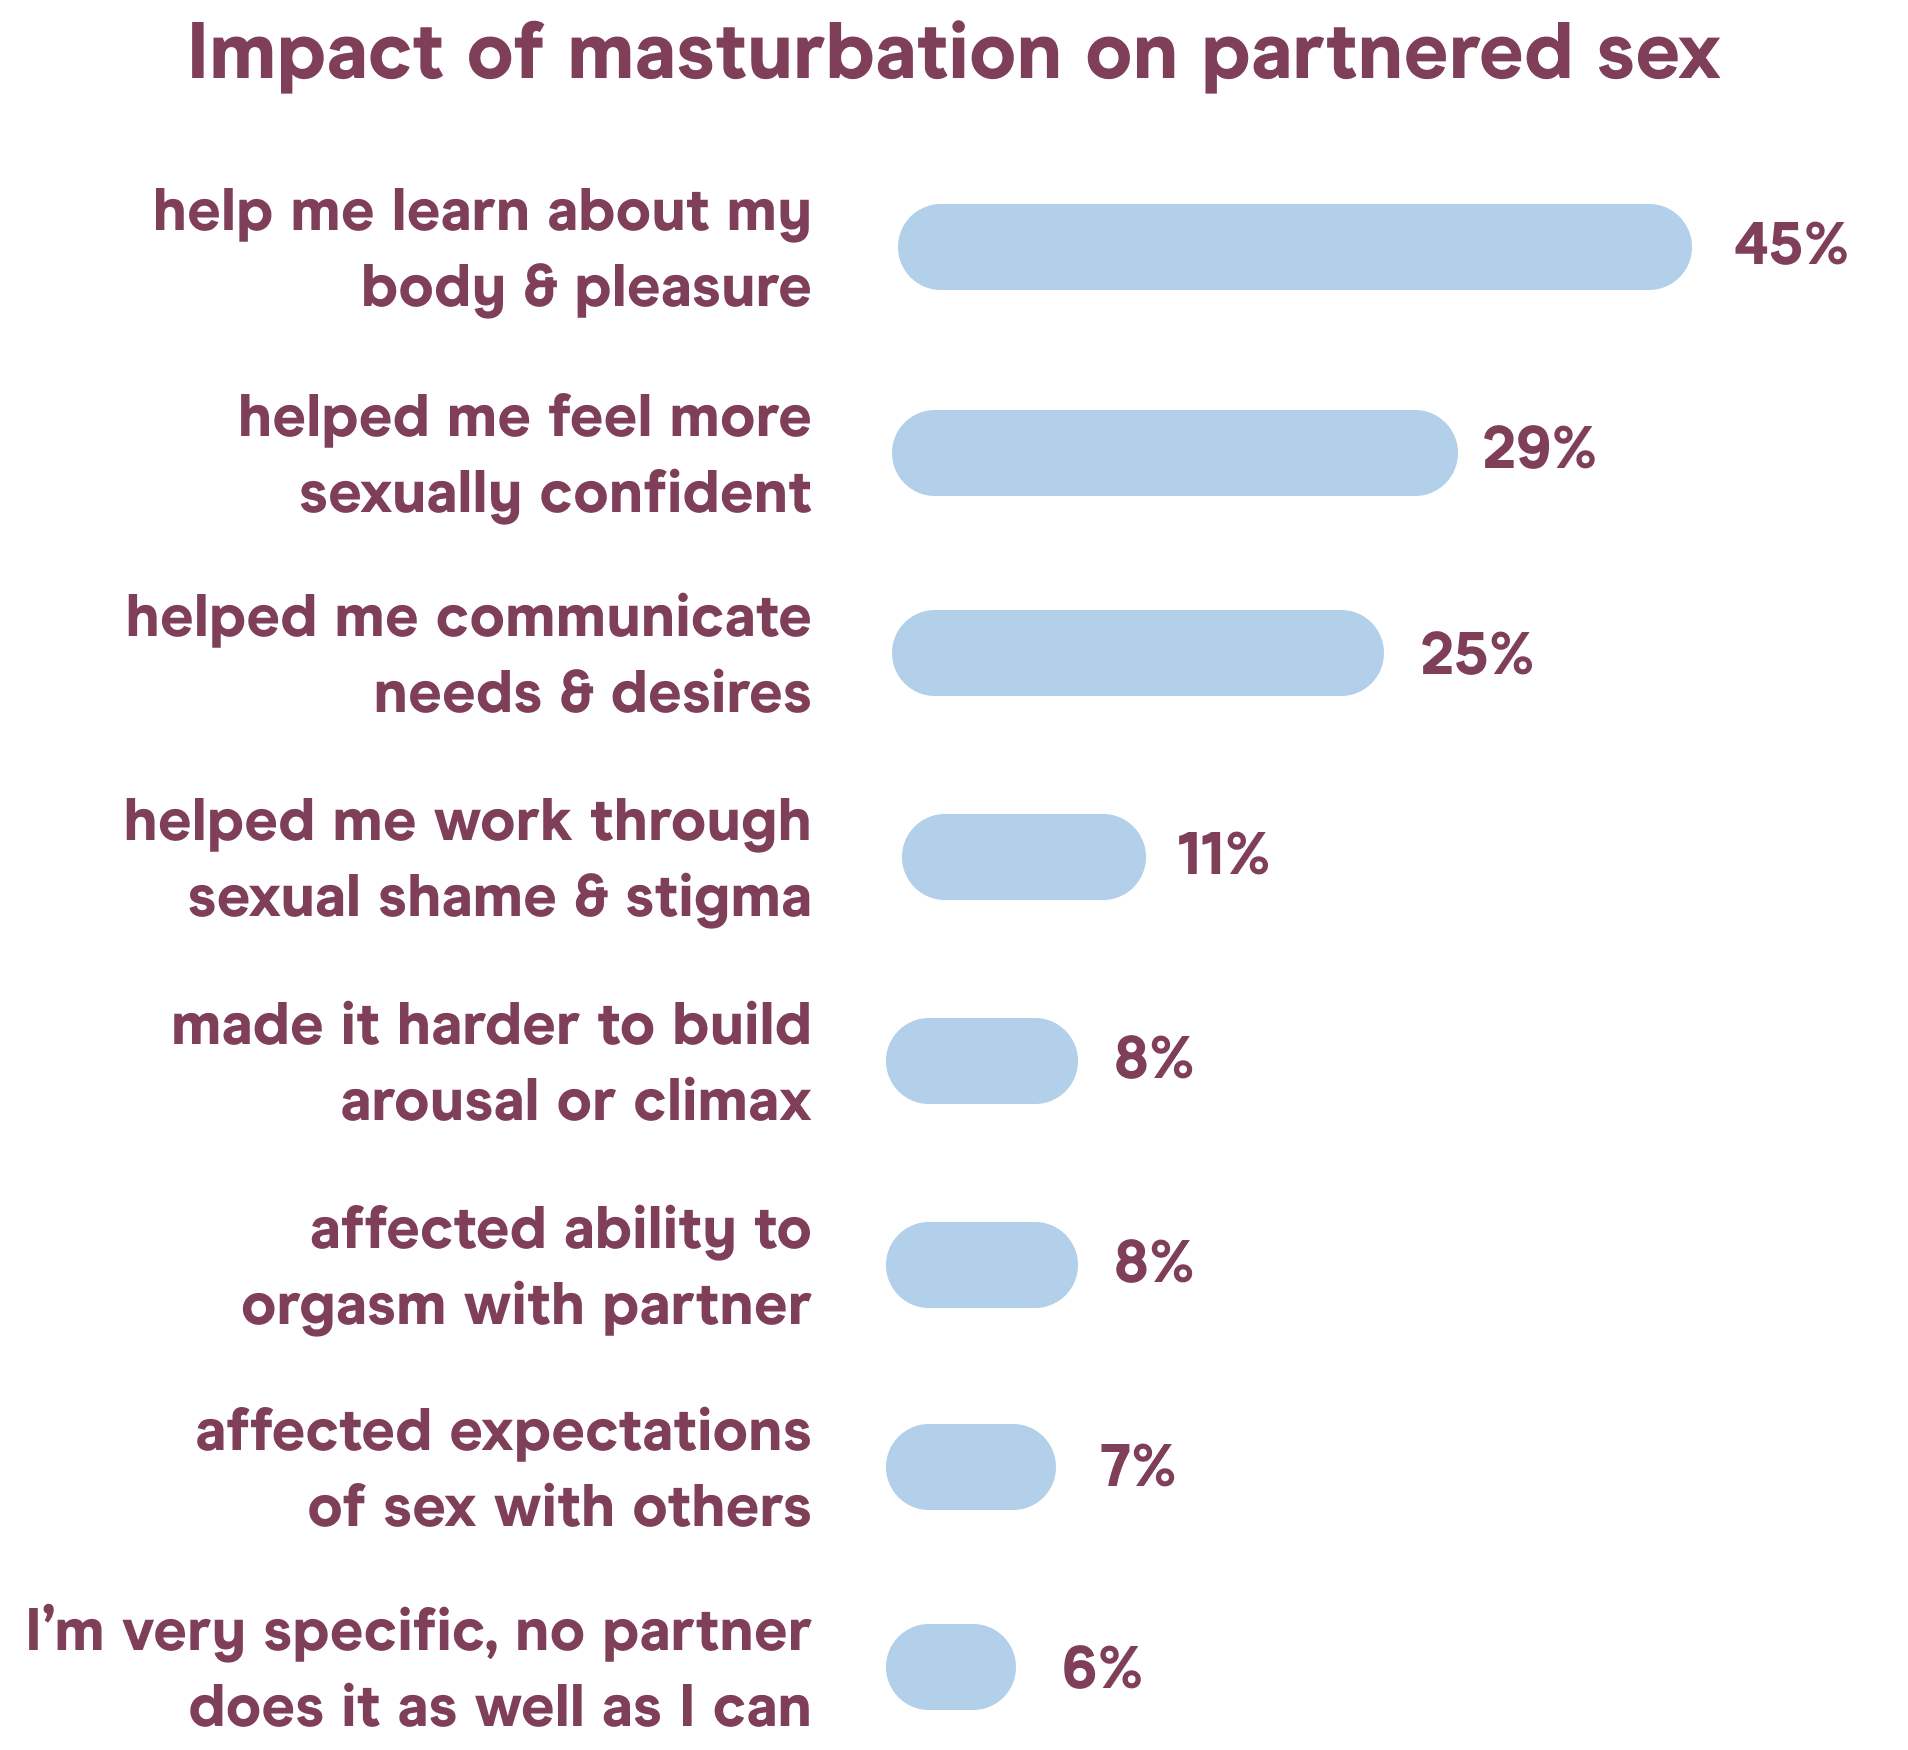 Impact of masturbation on partnered sex
help me learn about my
body & pleasure
45%
helped me feel more
sexually confident
29%
helped me communicate
needs & desires
25%
helped me work through
sexual shame & stigma
11%
made it harder to build
arousal or climax
8%
affected ability to
orgasm with partner
8%
affected expectations
of sex with others
7%
I’m very specific, no partner
does it as well as I can
6%